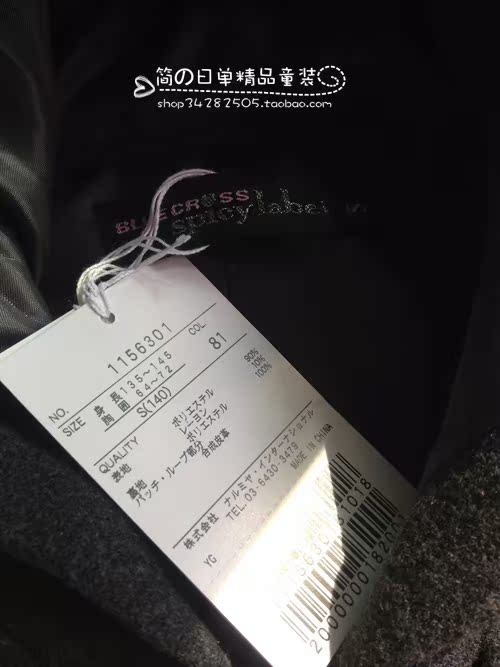 简の日单精品童装
shop34282505.taobao.com
BLUECROSS
spicy label
NO. 1156301 COL. 81
SIZE 身長 135~145
胸囲 64~72
S(140)
QUALITY
表地 ポリエステル 90%
レーヨン 10%
裏地 ポリエステル 100%
パッチ・ループ部分 合成皮革
株式会社 ナルミヤ・インターナショナル
TEL.03-6430-3479
YG MADE IN CHINA